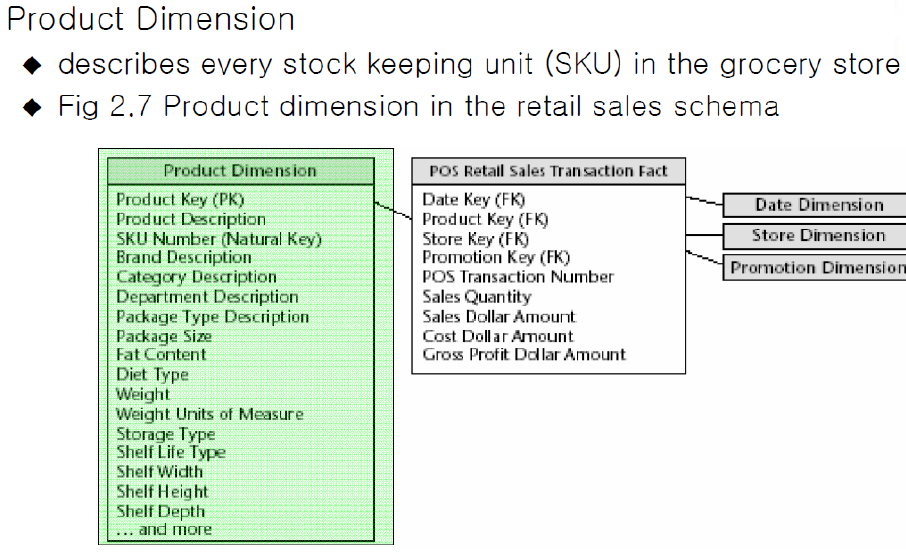 Product Dimension
◆ describes every stock keeping unit (SKU) in the grocery store
◆ Fig 2.7 Product dimension in the retail sales schema
Product Dimension
Product Key (PK)
Product Description
SKU Number (Natural Key)
Brand Description
Category Description
Department Description
Package Type Description
Package Size
Fat Content
Diet Type
Weight
Weight Units of Measure
Storage Type
Shelf Life Type
Shelf Width
Shelf Height
Shelf Depth
... and more
POS Retail Sales Transaction Fact
Date Key (FK)
Product Key (FK)
Store Key (FK)
Promotion Key (FK)
POS Transaction Number
Sales Quantity
Sales Dollar Amount
Cost Dollar Amount
Gross Profit Dollar Amount
Date Dimension
Store Dimension
Promotion Dimension